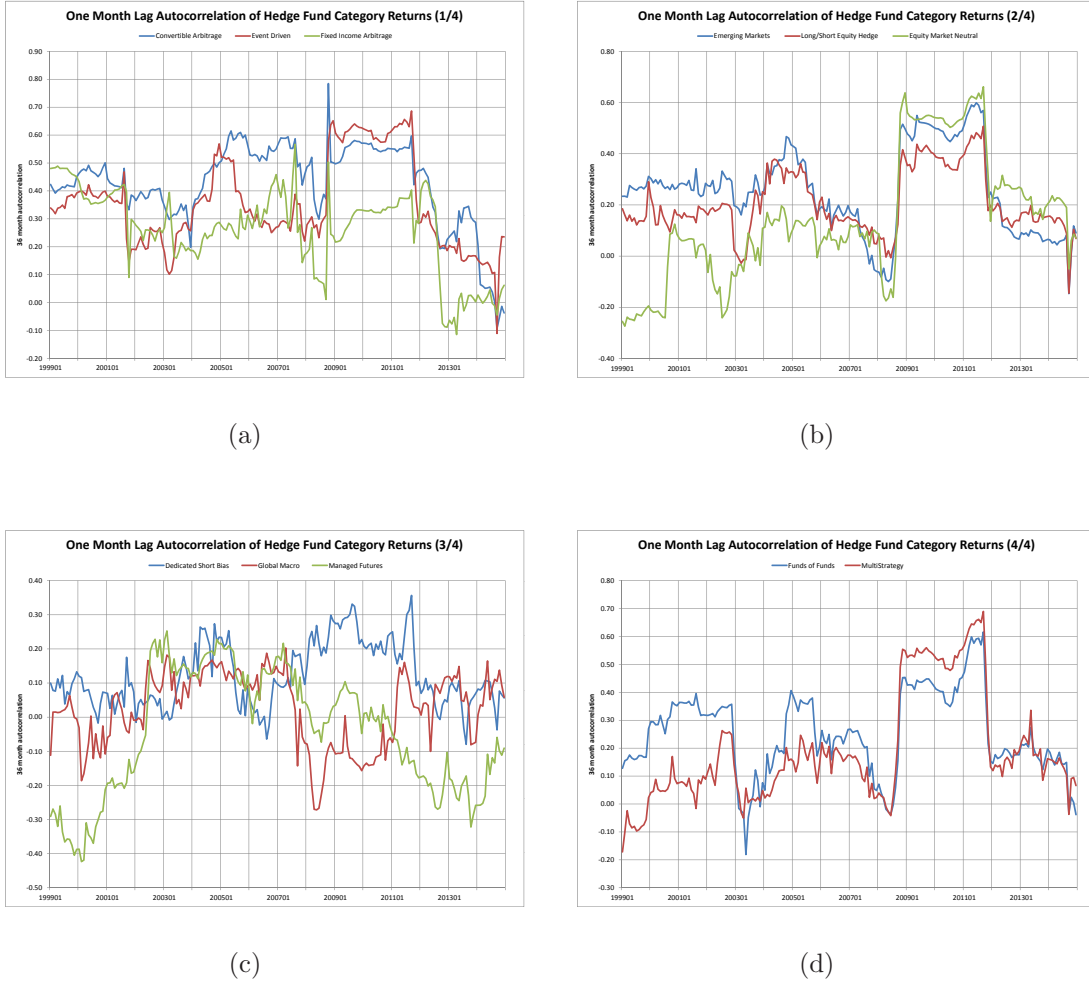 One Month Lag Autocorrelation of Hedge Fund Category Returns (1/4)
Convertible Arbitrage Event Driven Fixed Income Arbitrage
0.90
0.80
0.70
0.60
0.50
0.40
0.30
0.20
0.10
0.00
-0.10
-0.20
36 month autocorrelation
199901 200101 200301 200501 200701 200901 201101 201301
(a)
One Month Lag Autocorrelation of Hedge Fund Category Returns (2/4)
Emerging Markets Long/Short Equity Hedge Equity Market Neutral
0.80
0.60
0.40
0.20
0.00
-0.20
-0.40
36 month autocorrelation
199901 200101 200301 200501 200701 200901 201101 201301
(b)
One Month Lag Autocorrelation of Hedge Fund Category Returns (3/4)
Dedicated Short Bias Global Macro Managed Futures
0.40
0.30
0.20
0.10
0.00
-0.10
-0.20
-0.30
-0.40
-0.50
36 month autocorrelation
199901 200101 200301 200501 200701 200901 201101 201301
(c)
One Month Lag Autocorrelation of Hedge Fund Category Returns (4/4)
Funds of Funds MultiStrategy
0.80
0.70
0.60
0.50
0.40
0.30
0.20
0.10
0.00
-0.10
-0.20
-0.30
36 month autocorrelation
199901 200101 200301 200501 200701 200901 201101 201301
(d)